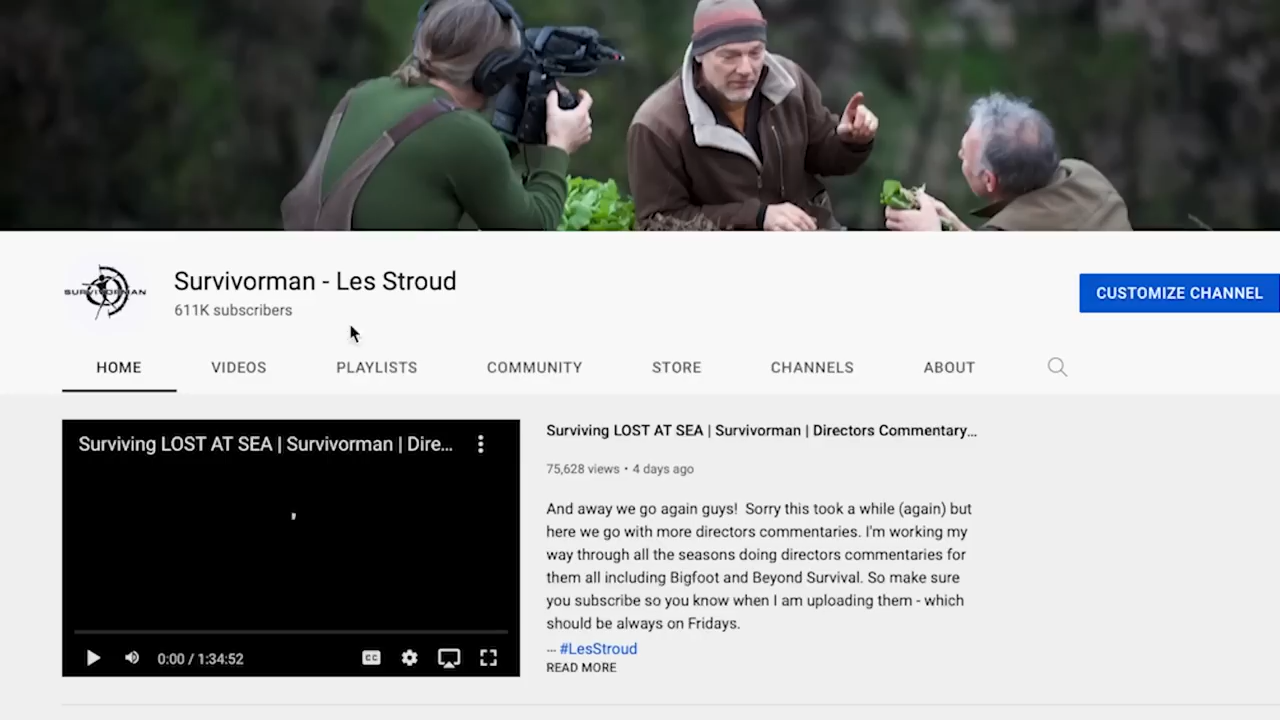 Survivorman - Les Stroud
SURVIVORMAN
611K subscribers
CUSTOMIZE CHANNEL
HOME VIDEOS PLAYLISTS COMMUNITY STORE CHANNELS ABOUT
Surviving LOST AT SEA | Survivorman | Dire...
Surviving LOST AT SEA | Survivorman | Directors Commentary...
75,628 views • 4 days ago
And away we go again guys!  Sorry this took a while (again) but
here we go with more directors commentaries. I'm working my
way through all the seasons doing directors commentaries for
them all including Bigfoot and Beyond Survival. So make sure
you subscribe so you know when I am uploading them - which
should be always on Fridays.
... #LesStroud
READ MORE
0:00 / 1:34:52
CC